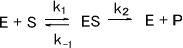 E + S ⇌ ES → E + P
k₁ k₂
k₋₁